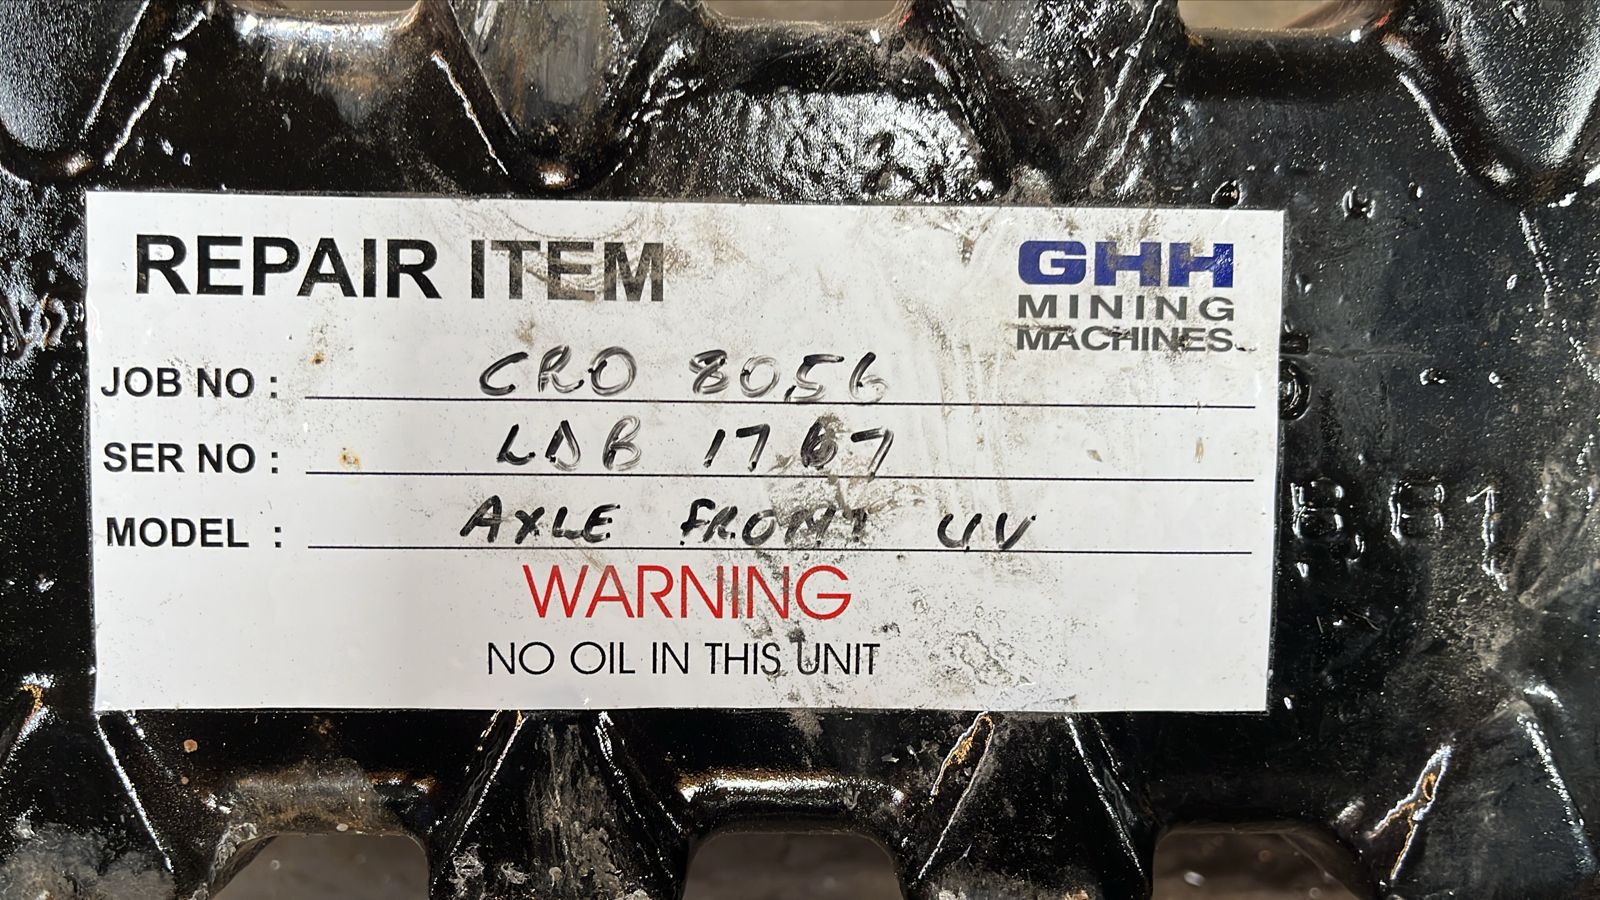 REPAIR ITEM
GHH
MINING
MACHINES
JOB NO : CRO 8056
SER NO : LDB 1767
MODEL : AXLE FRONT UV
WARNING
NO OIL IN THIS UNIT